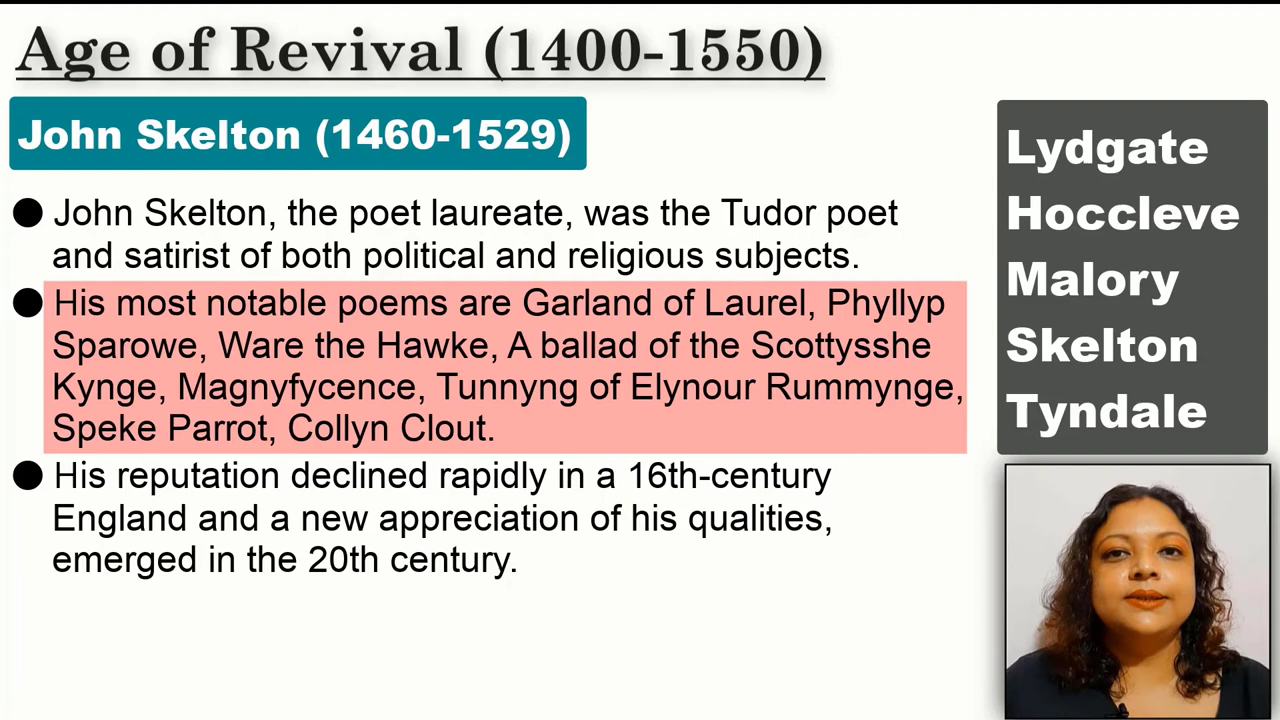 Age of Revival (1400-1550)
John Skelton (1460-1529)
● John Skelton, the poet laureate, was the Tudor poet
and satirist of both political and religious subjects.
● His most notable poems are Garland of Laurel, Phyllyp
Sparowe, Ware the Hawke, A ballad of the Scottysshe
Kynge, Magnyfycence, Tunnyng of Elynour Rummynge,
Speke Parrot, Collyn Clout.
● His reputation declined rapidly in a 16th-century
England and a new appreciation of his qualities,
emerged in the 20th century.
Lydgate
Hoccleve
Malory
Skelton
Tyndale